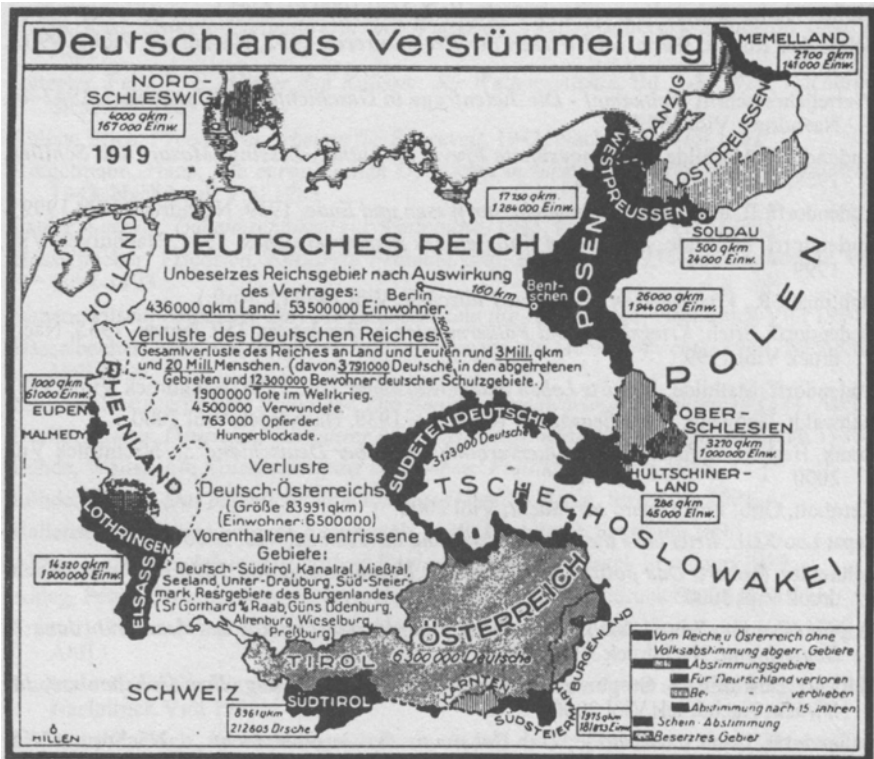 Deutschlands Verstümmelung
MEMELLAND
2700 qkm
141000 Einw.
NORD-
SCHLESWIG
4000 qkm
167000 Einw.
1919
DANZIG
OSTPREUSSEN
WESTPREUSSEN
17150 qkm
1284000 Einw.
SOLDAU
500 qkm
24000 Einw.
HOLLAND
DEUTSCHES REICH
Unbesetzes Reichsgebiet nach Auswirkung
des Vertrages:
Berlin
160 km
436000 qkm Land. 53500000 Einwohner.
POSEN
Bent-
schen
26000 qkm
1944000 Einw.
POLEN
Verluste des Deutschen Reiches:
Gesamtverluste des Reiches an Land und Leuten rund 3 Mill. qkm
und 20 Mill. Menschen. (davon 3791000 Deutsche, in den abgetretenen
Gebieten und 12300000 Bewohner deutscher Schutzgebiete.)
1900000 Tote im Weltkrieg.
4500000 Verwundete.
763000 Opfer der
Hungerblockade.
1000 qkm
61000 Einw.
EUPEN
MALMEDY
RHEINLAND
OBER-
SCHLESIEN
3270 qkm
1000000 Einw.
SUDETENDEUTSCHL.
3123000 Deutsche
HULTSCHINER-
LAND
286 qkm
45000 Einw.
TSCHECHOSLOWAKEI
Verluste
Deutsch-Österreichs
(Größe 83991 qkm)
(Einwohner: 6500000)
Vorenthaltene u. entrissene
Gebiete:
Deutsch-Südtirol, Kanaltal, Mießtal,
Seeland, Unter-Drauburg, Süd-Steier-
mark, Restgebiete des Burgenlandes
(St. Gotthard a/Raab, Güns Ödenburg,
Altenburg, Wieselburg,
Preßburg)
LOTHRINGEN
ELSASS
14520 qkm
1900000 Einw.
ÖSTERREICH
6300000 Deutsche
TIROL
SCHWEIZ
SÜDTIROL
212605 Dtsche
KÄRNTEN
SÜDSTEIERMARK
BURGENLAND
Vom Reiche u Österreich ohne
Volksabstimmung abgetr. Gebiete
Abstimmungsgebiete
Für Deutschland verloren
Bei verblieben
Abstimmung nach 15 Jahren
Schein-Abstimmung
Besetztes Gebiet
MILLEN